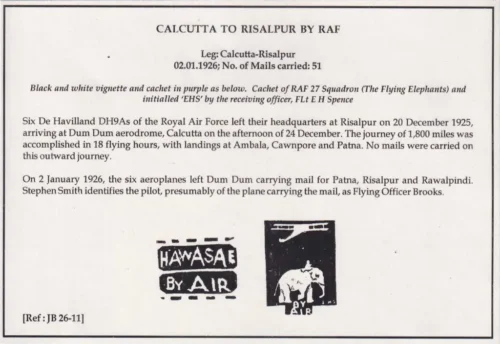 CALCUTTA TO RISALPUR BY RAF
Leg: Calcutta-Risalpur
02.01.1926; No. of Mails carried: 51
Black and white vignette and cachet in purple as below. Cachet of RAF 27 Squadron (The Flying Elephants) and
initialled 'EHS' by the receiving officer, FLt E H Spence
Six De Havilland DH9As of the Royal Air Force left their headquarters at Risalpur on 20 December 1925,
arriving at Dum Dum aerodrome, Calcutta on the afternoon of 24 December. The journey of 1,800 miles was
accomplished in 18 flying hours, with landings at Ambala, Cawnpore and Patna. No mails were carried on
this outward journey.
On 2 January 1926, the six aeroplanes left Dum Dum carrying mail for Patna, Risalpur and Rawalpindi.
Stephen Smith identifies the pilot, presumably of the plane carrying the mail, as Flying Officer Brooks.
HAWASAE
BY AIR
BY
AIR
[Ref : JB 26-11]